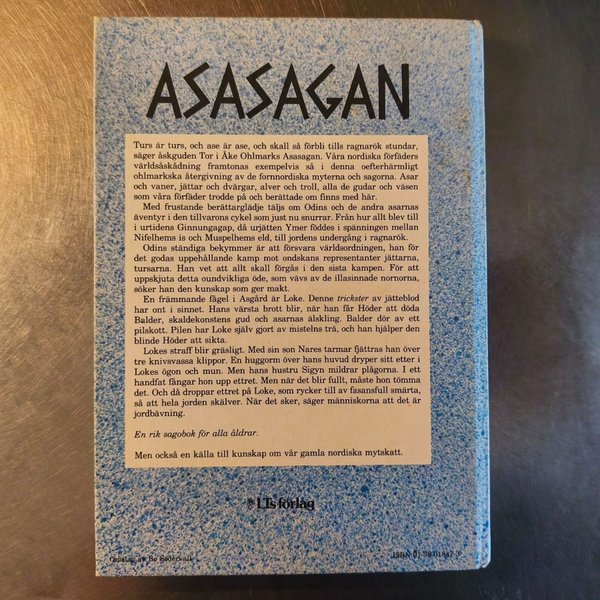 ASASAGAN
Turs är turs, och ase är ase, och skall så förbli tills ragnarök stundar,
säger åskguden Tor i Åke Ohlmarks Asasagan. Våra nordiska förfäders
världsåskådning framtonas exempelvis så i denna oefterhärmligt
ohlmarkska återgivning av de fornnordiska myterna och sagorna. Asar
och vaner, jättar och dvärgar, alver och troll, alla de gudar och väsen
som våra förfäder trodde på och berättade om finns med här.
Med frustande berättarglädje täljs om Odins och de andra asarnas
äventyr i den tillvarons cykel som just nu snurrar. Från hur allt blev till
i urtidens Ginnungagap, då urjätten Ymer föddes i spänningen mellan
Nifelhems is och Muspelhems eld, till jordens undergång i ragnarök.
Odins ständiga bekymmer är att försvara världsordningen, han för
det godas uppehållande kamp mot ondskans representanter jättarna,
tursarna. Han vet att allt skall förgås i den sista kampen. För att
uppskjuta detta oundvikliga öde, som vävs av de illasinnade nornorna,
söker han den kunskap som ger makt.
En främmande fågel i Asgård är Loke. Denne trickster av jätteblod
har ont i sinnet. Hans värsta brott blir, när han får Höder att döda
Balder, skaldekonstens gud och asarnas älskling. Balder dör av ett
pilskott. Pilen har Loke själv gjort av mistelns trä, och han hjälper den
blinde Höder att sikta.
Lokes straff blir gräsligt. Med sin son Nares tarmar fjättras han över
tre knivsvassa klippor. En huggorm över hans huvud dryper sitt etter i
Lokes ögon och mun. Men hans hustru Sigyn mildrar plågorna. I ett
handfat fångar hon upp ettret. Men när det blir fullt, måste hon tömma
det. Och då droppar ettret på Loke, som rycker till av fasansfull smärta,
så att hela jorden skälver. När det sker, säger människorna att det är
jordbävning.
En rik sagobok för alla åldrar.
Men också en källa till kunskap om vår gamla nordiska mytskatt.
LTs förlag
Omslag av Bo Södervall
ISBN